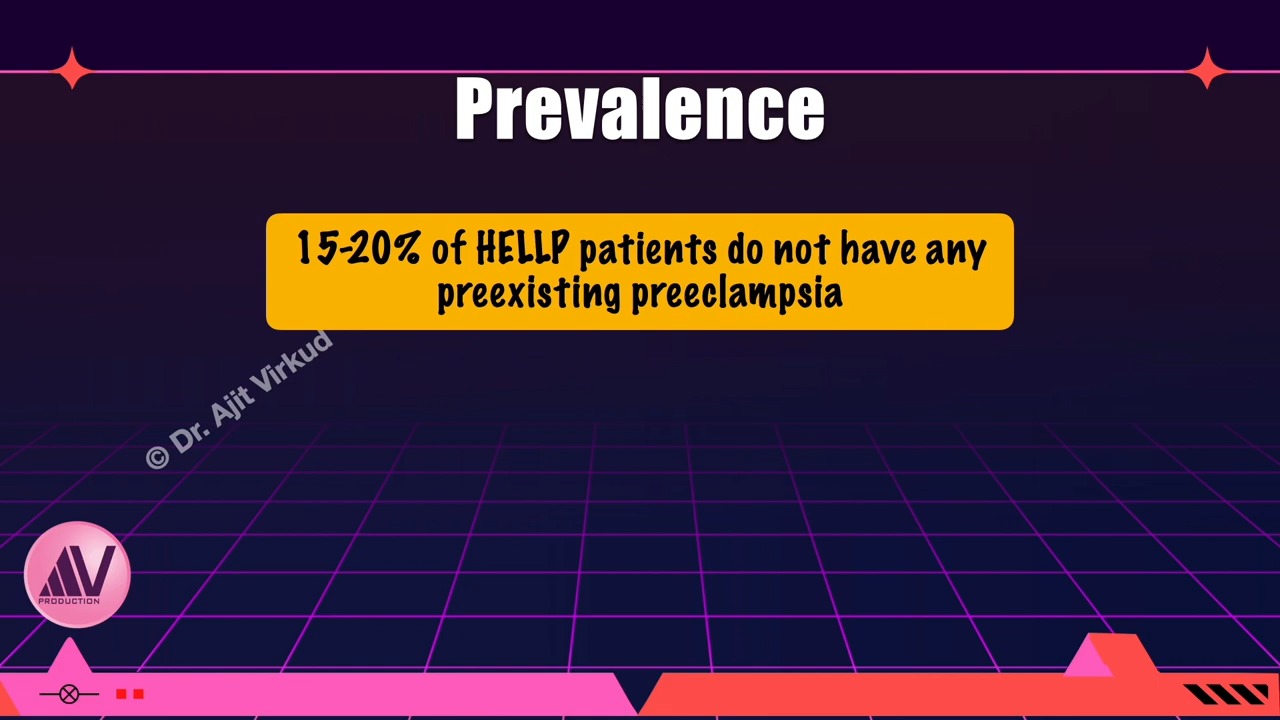 Prevalence
15-20% of HELLP patients do not have any
preexisting preeclampsia
© Dr. Ajit Virkud
AV
PRODUCTION